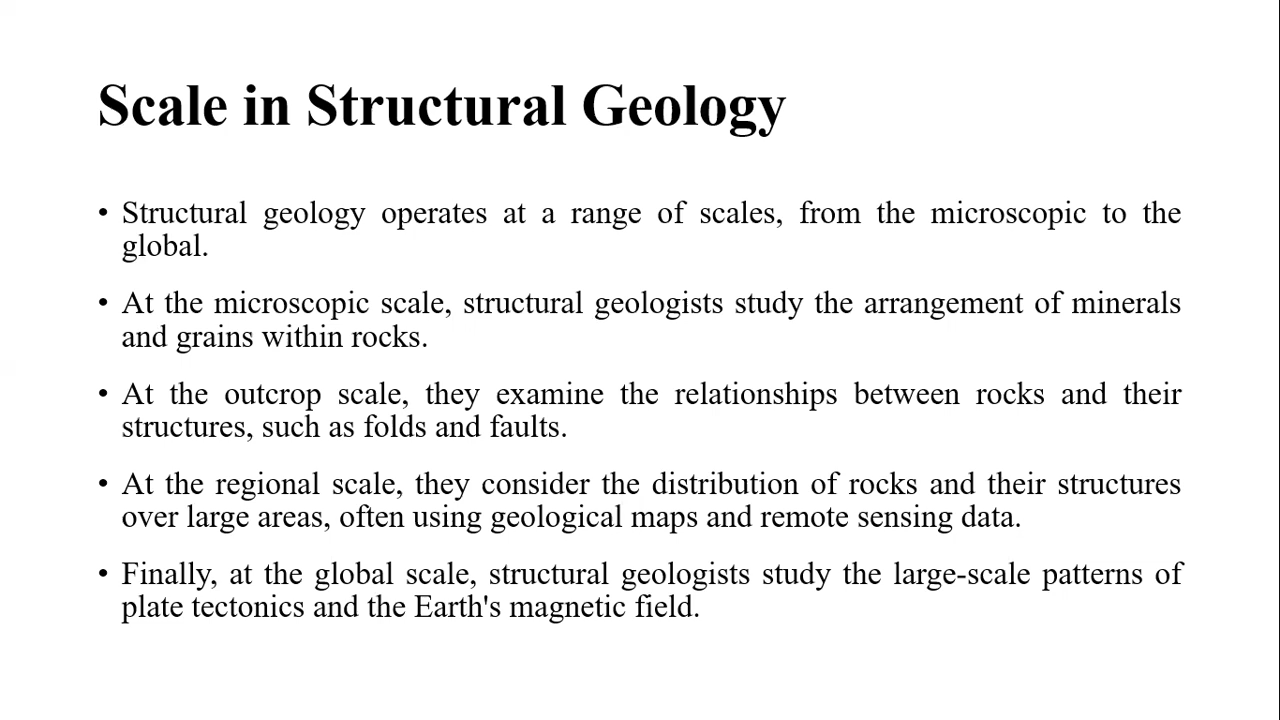 Scale in Structural Geology
• Structural geology operates at a range of scales, from the microscopic to the
global.
• At the microscopic scale, structural geologists study the arrangement of minerals
and grains within rocks.
• At the outcrop scale, they examine the relationships between rocks and their
structures, such as folds and faults.
• At the regional scale, they consider the distribution of rocks and their structures
over large areas, often using geological maps and remote sensing data.
• Finally, at the global scale, structural geologists study the large-scale patterns of
plate tectonics and the Earth's magnetic field.